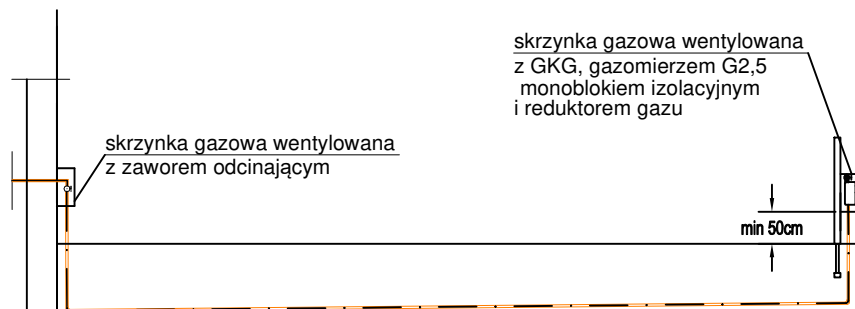 skrzynka gazowa wentylowana
z GKG, gazomierzem G2,5
monoblokiem izolacyjnym
i reduktorem gazu
skrzynka gazowa wentylowana
z zaworem odcinającym
min 50cm